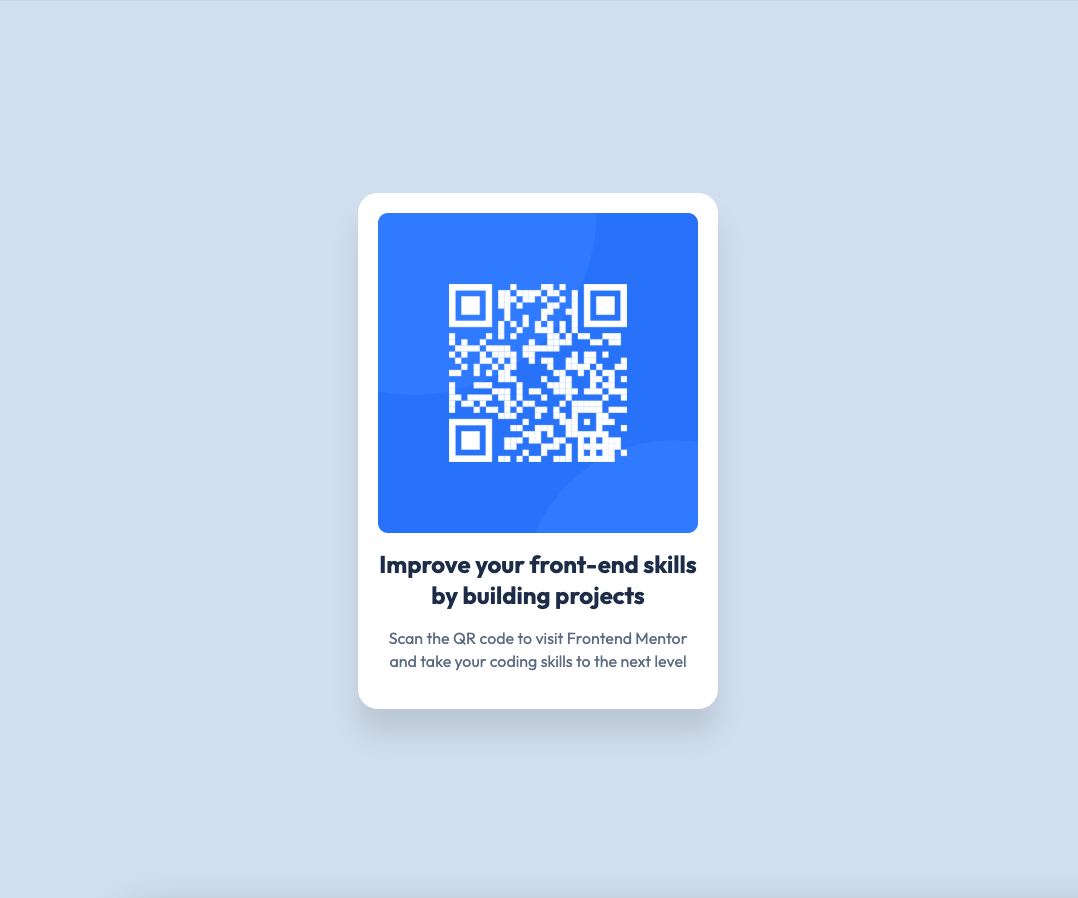 Improve your front-end skills
by building projects
Scan the QR code to visit Frontend Mentor
and take your coding skills to the next level